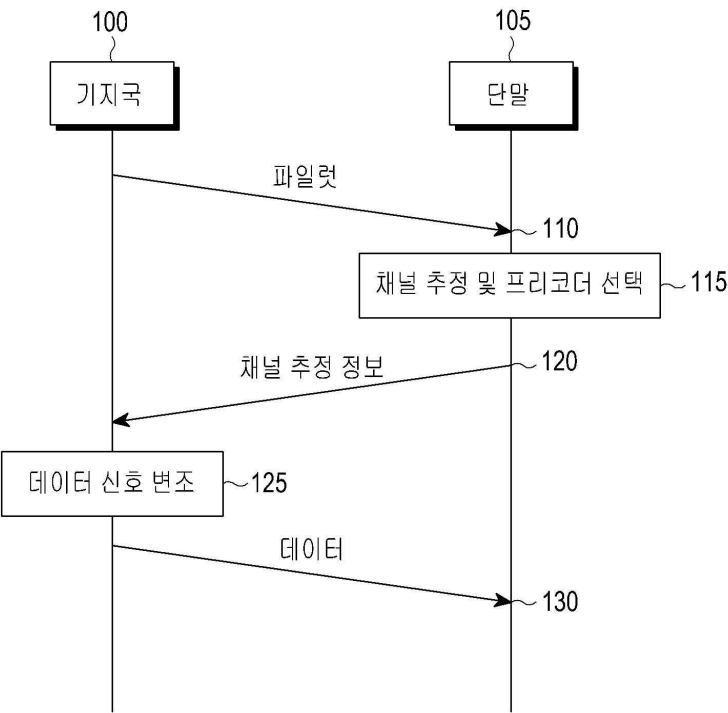 100
105
기지국
단말
파일럿
110
채널 추정 및 프리코더 선택
115
채널 추정 정보
120
데이터 신호 변조
125
데이터
130